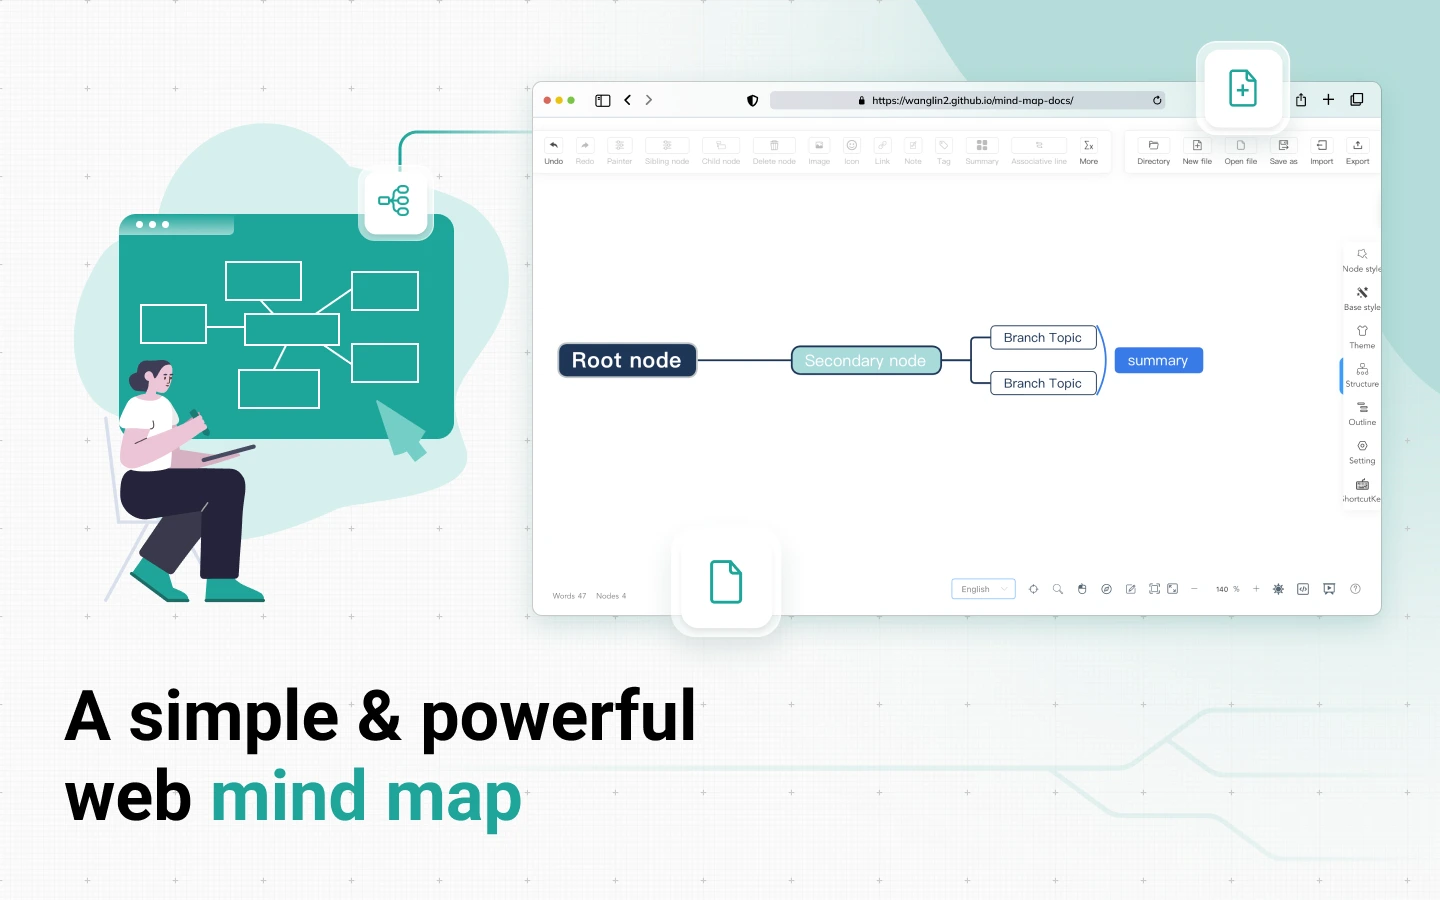 https://wanglin2.github.io/mind-map-docs/
Undo Redo Painter Sibling node Child node Delete node Image Icon Link Note Tag Summary Associative line More
Directory New file Open file Save as Import Export
Node style
Base style
Theme
Structure
Outline
Setting
ShortcutKe
Root node
Secondary node
Branch Topic
Branch Topic
summary
Words 47 Nodes 4
English
140 %
A simple & powerful
web mind map